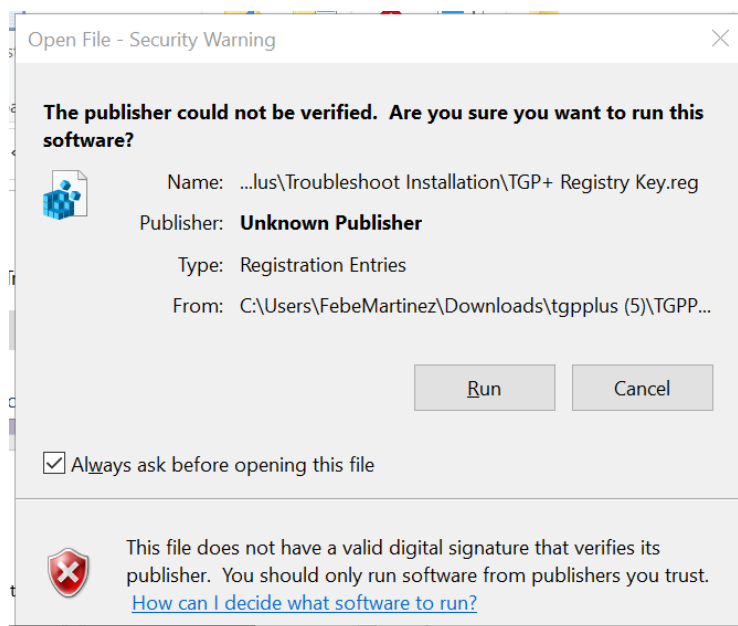 Open File - Security Warning
The publisher could not be verified.  Are you sure you want to run this
software?
Name: ...lus\Troubleshoot Installation\TGP+ Registry Key.reg
Publisher: Unknown Publisher
Type: Registration Entries
From: C:\Users\FebeMartinez\Downloads\tgpplus (5)\TGPP...
Run Cancel
Always ask before opening this file
This file does not have a valid digital signature that verifies its
publisher.  You should only run software from publishers you trust.
How can I decide what software to run?